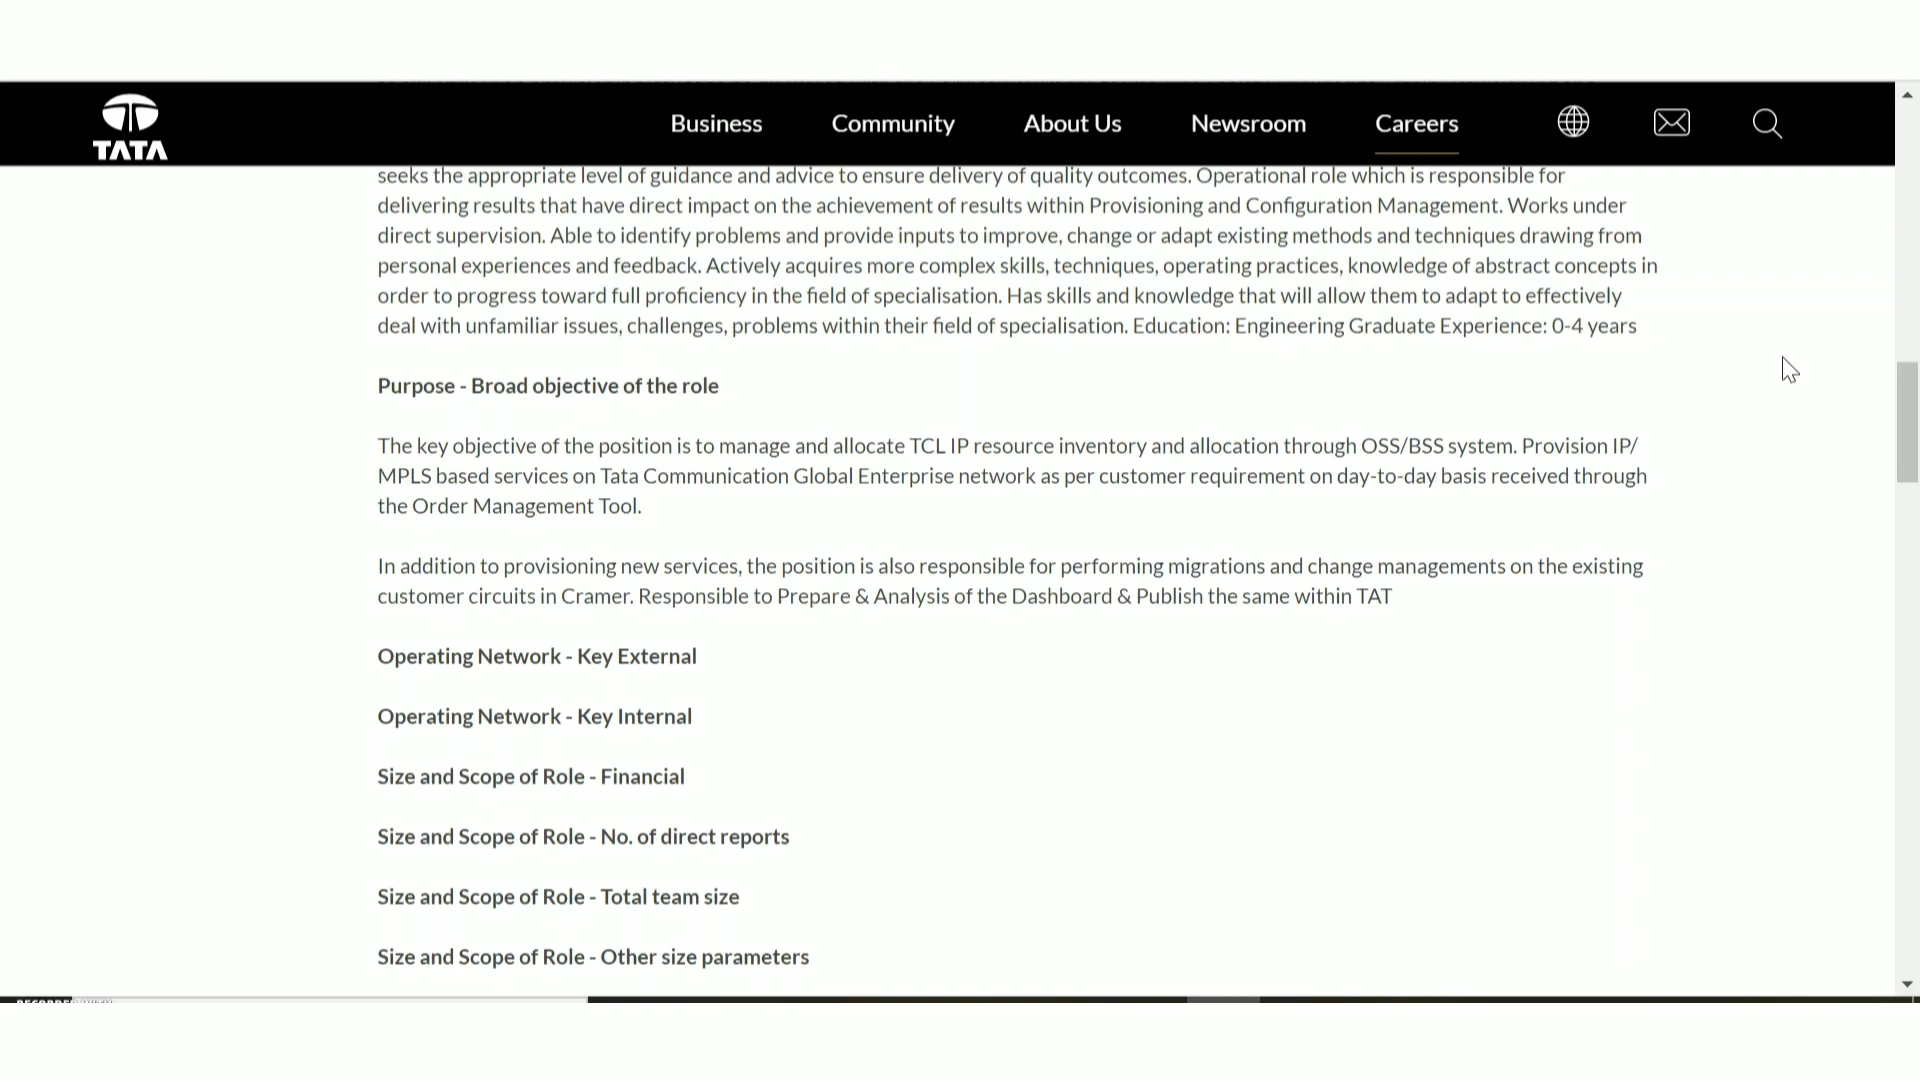 TATA
Business Community About Us Newsroom Careers
seeks the appropriate level of guidance and advice to ensure delivery of quality outcomes. Operational role which is responsible for
delivering results that have direct impact on the achievement of results within Provisioning and Configuration Management. Works under
direct supervision. Able to identify problems and provide inputs to improve, change or adapt existing methods and techniques drawing from
personal experiences and feedback. Actively acquires more complex skills, techniques, operating practices, knowledge of abstract concepts in
order to progress toward full proficiency in the field of specialisation. Has skills and knowledge that will allow them to adapt to effectively
deal with unfamiliar issues, challenges, problems within their field of specialisation. Education: Engineering Graduate Experience: 0-4 years
Purpose - Broad objective of the role
The key objective of the position is to manage and allocate TCL IP resource inventory and allocation through OSS/BSS system. Provision IP/
MPLS based services on Tata Communication Global Enterprise network as per customer requirement on day-to-day basis received through
the Order Management Tool.
In addition to provisioning new services, the position is also responsible for performing migrations and change managements on the existing
customer circuits in Cramer. Responsible to Prepare & Analysis of the Dashboard & Publish the same within TAT
Operating Network - Key External
Operating Network - Key Internal
Size and Scope of Role - Financial
Size and Scope of Role - No. of direct reports
Size and Scope of Role - Total team size
Size and Scope of Role - Other size parameters